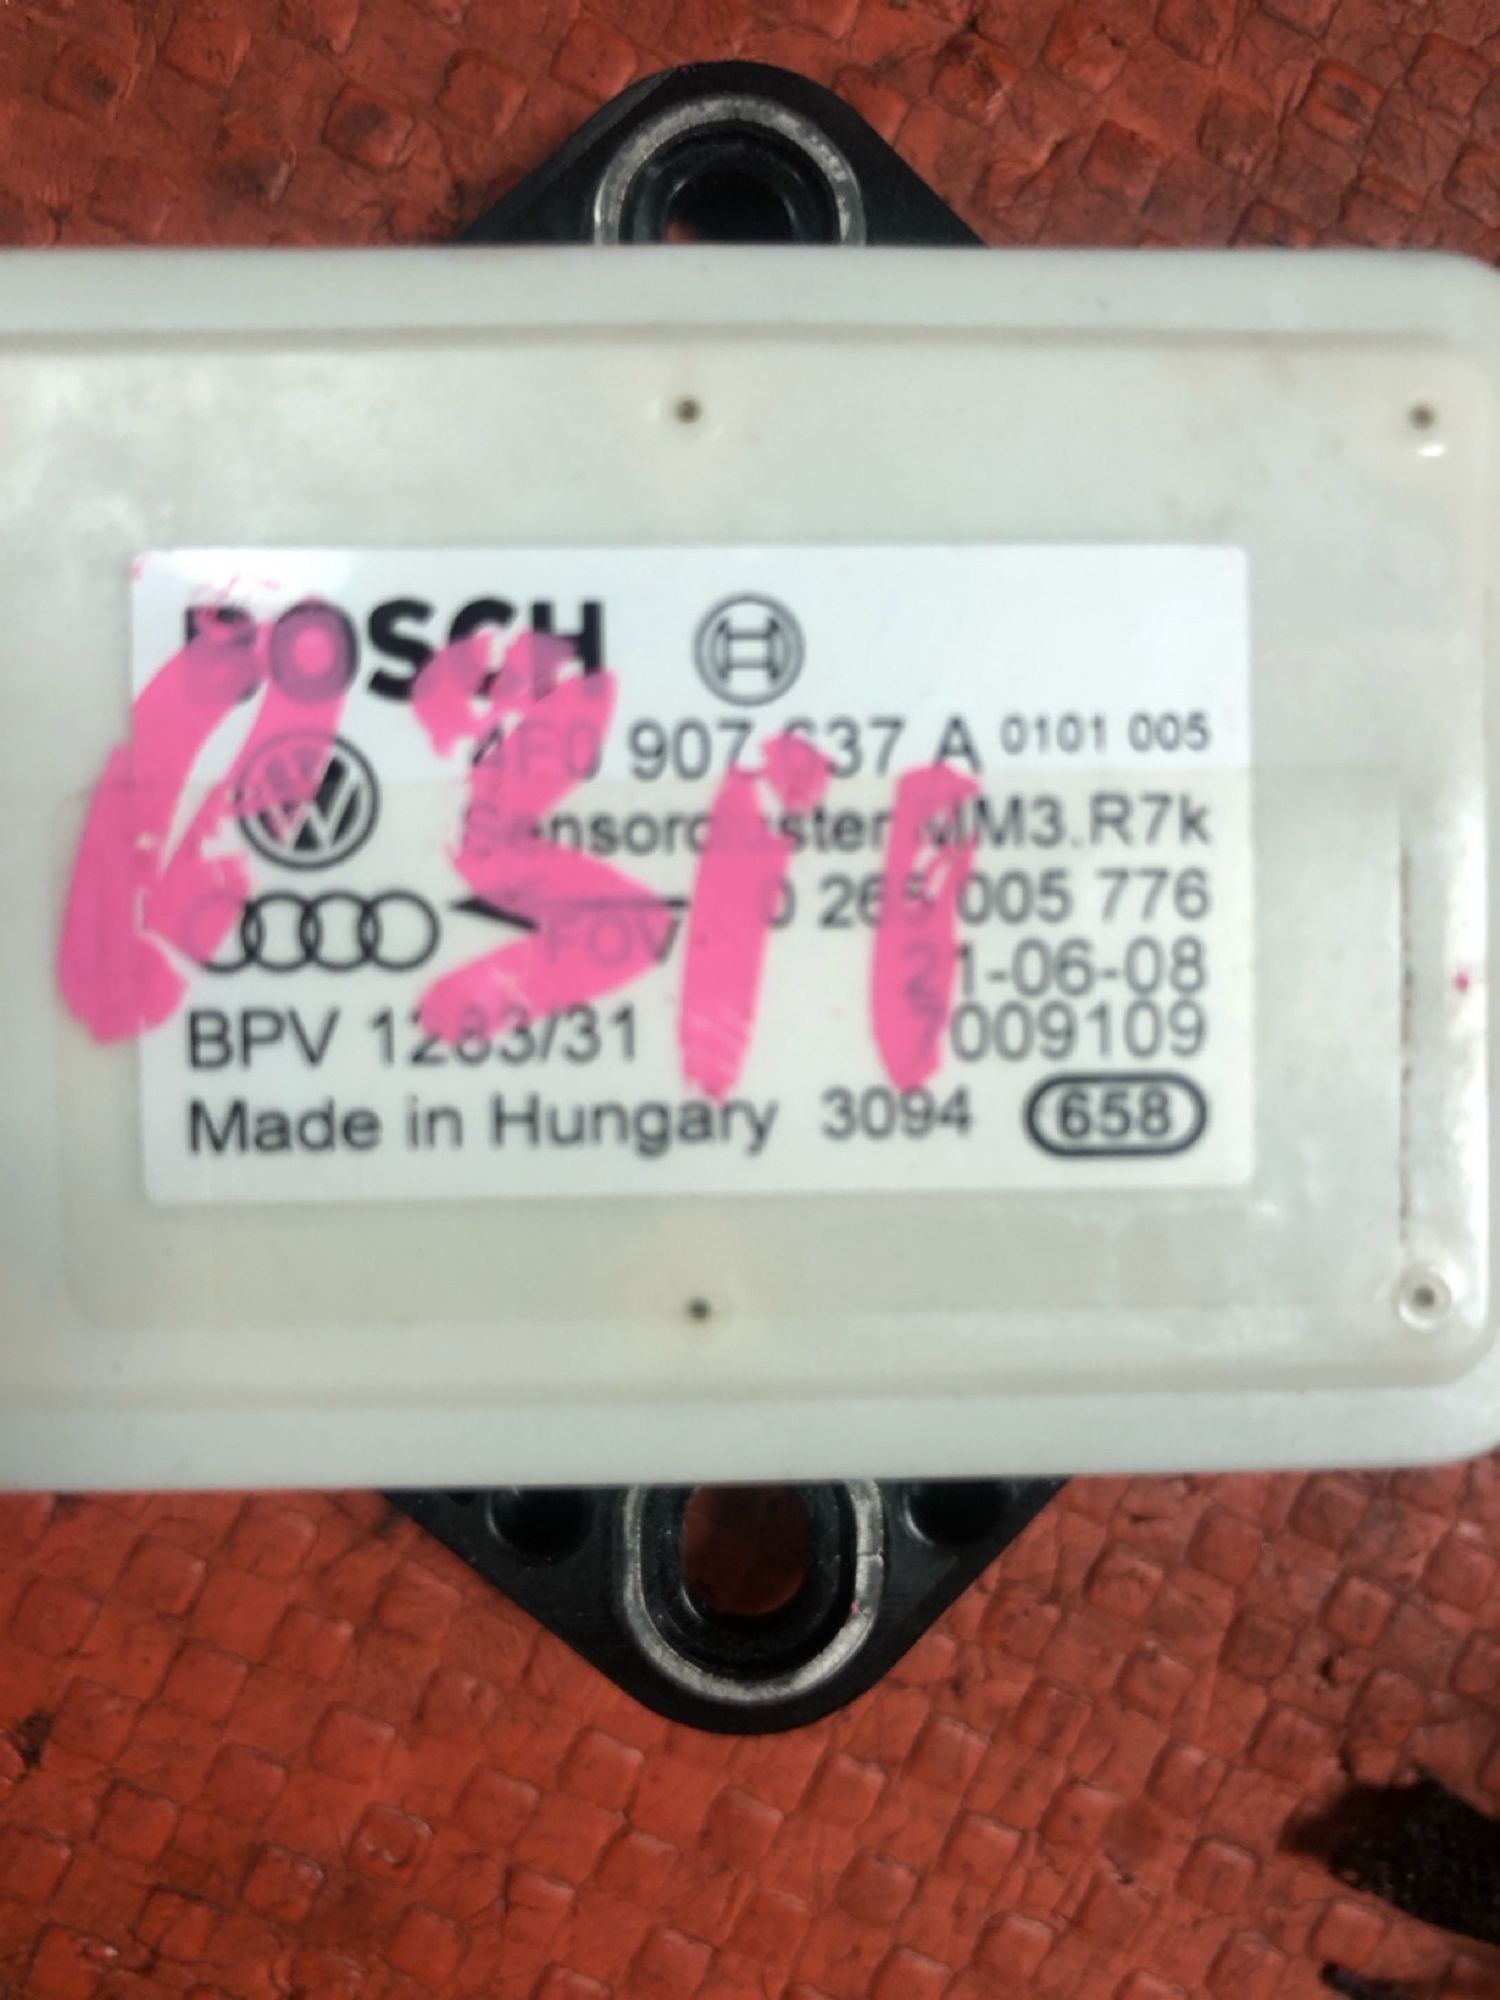 BOSCH
4F0 907 637 A 0101 005
Sensorcluster MM3.R7k
FOV 0 265 005 776
21-06-08
BPV 1283/31 7009109
Made in Hungary 3094 658